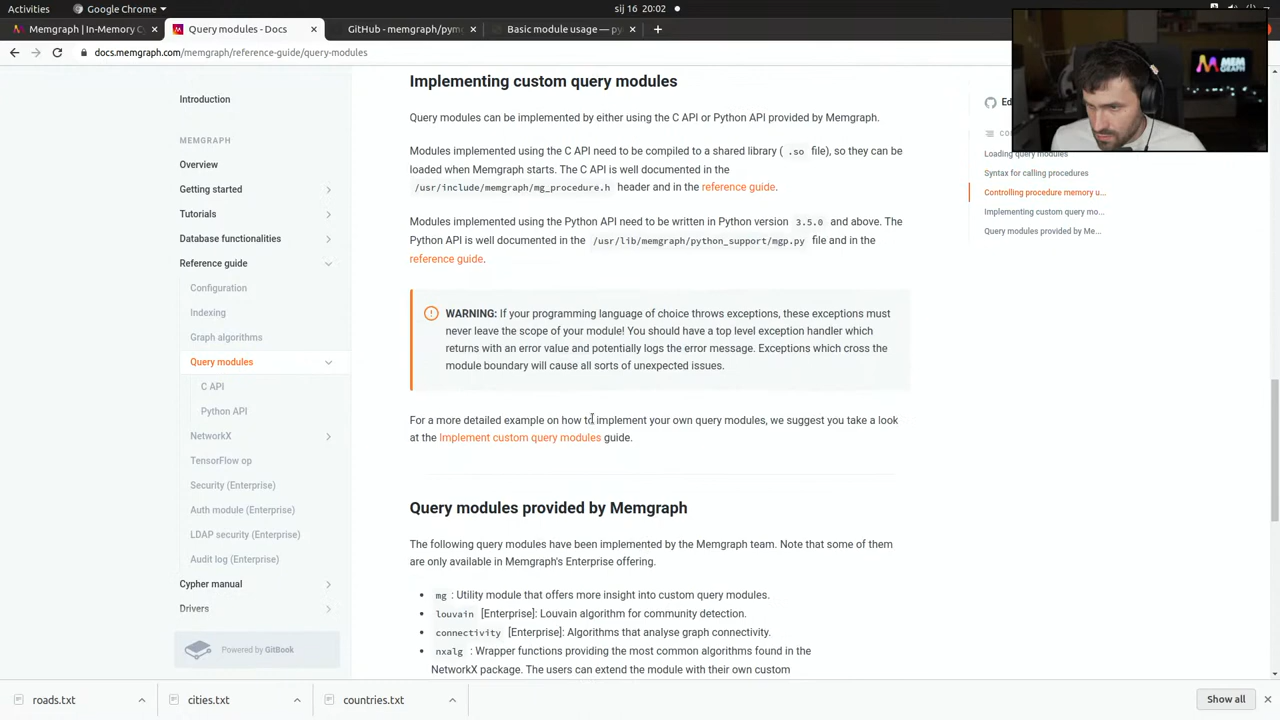 Activities
Google Chrome
sij 16 20:02
Memgraph | In-Memory C
Query modules - Docs
GitHub - memgraph/pymg
Basic module usage — py
docs.memgraph.com/memgraph/reference-guide/query-modules
Introduction
MEMGRAPH
Overview
Getting started
Tutorials
Database functionalities
Reference guide
Configuration
Indexing
Graph algorithms
Query modules
C API
Python API
NetworkX
TensorFlow op
Security (Enterprise)
Auth module (Enterprise)
LDAP security (Enterprise)
Audit log (Enterprise)
Cypher manual
Drivers
Powered by GitBook
Implementing custom query modules
Query modules can be implemented by either using the C API or Python API provided by Memgraph.
Modules implemented using the C API need to be compiled to a shared library ( .so file), so they can be
loaded when Memgraph starts. The C API is well documented in the
/usr/include/memgraph/mg_procedure.h header and in the reference guide.
Modules implemented using the Python API need to be written in Python version 3.5.0 and above. The
Python API is well documented in the /usr/lib/memgraph/python_support/mgp.py file and in the
reference guide.
WARNING: If your programming language of choice throws exceptions, these exceptions must
never leave the scope of your module! You should have a top level exception handler which
returns with an error value and potentially logs the error message. Exceptions which cross the
module boundary will cause all sorts of unexpected issues.
For a more detailed example on how to implement your own query modules, we suggest you take a look
at the Implement custom query modules guide.
Query modules provided by Memgraph
The following query modules have been implemented by the Memgraph team. Note that some of them
are only available in Memgraph's Enterprise offering.
mg : Utility module that offers more insight into custom query modules.
louvain [Enterprise]: Louvain algorithm for community detection.
connectivity [Enterprise]: Algorithms that analyse graph connectivity.
nxalg : Wrapper functions providing the most common algorithms found in the
NetworkX package. The users can extend the module with their own custom
Ed
CO
Loading query modules
Syntax for calling procedures
Controlling procedure memory u...
Implementing custom query mo...
Query modules provided by Me...
MEM
GRAPH
roads.txt
cities.txt
countries.txt
Show all